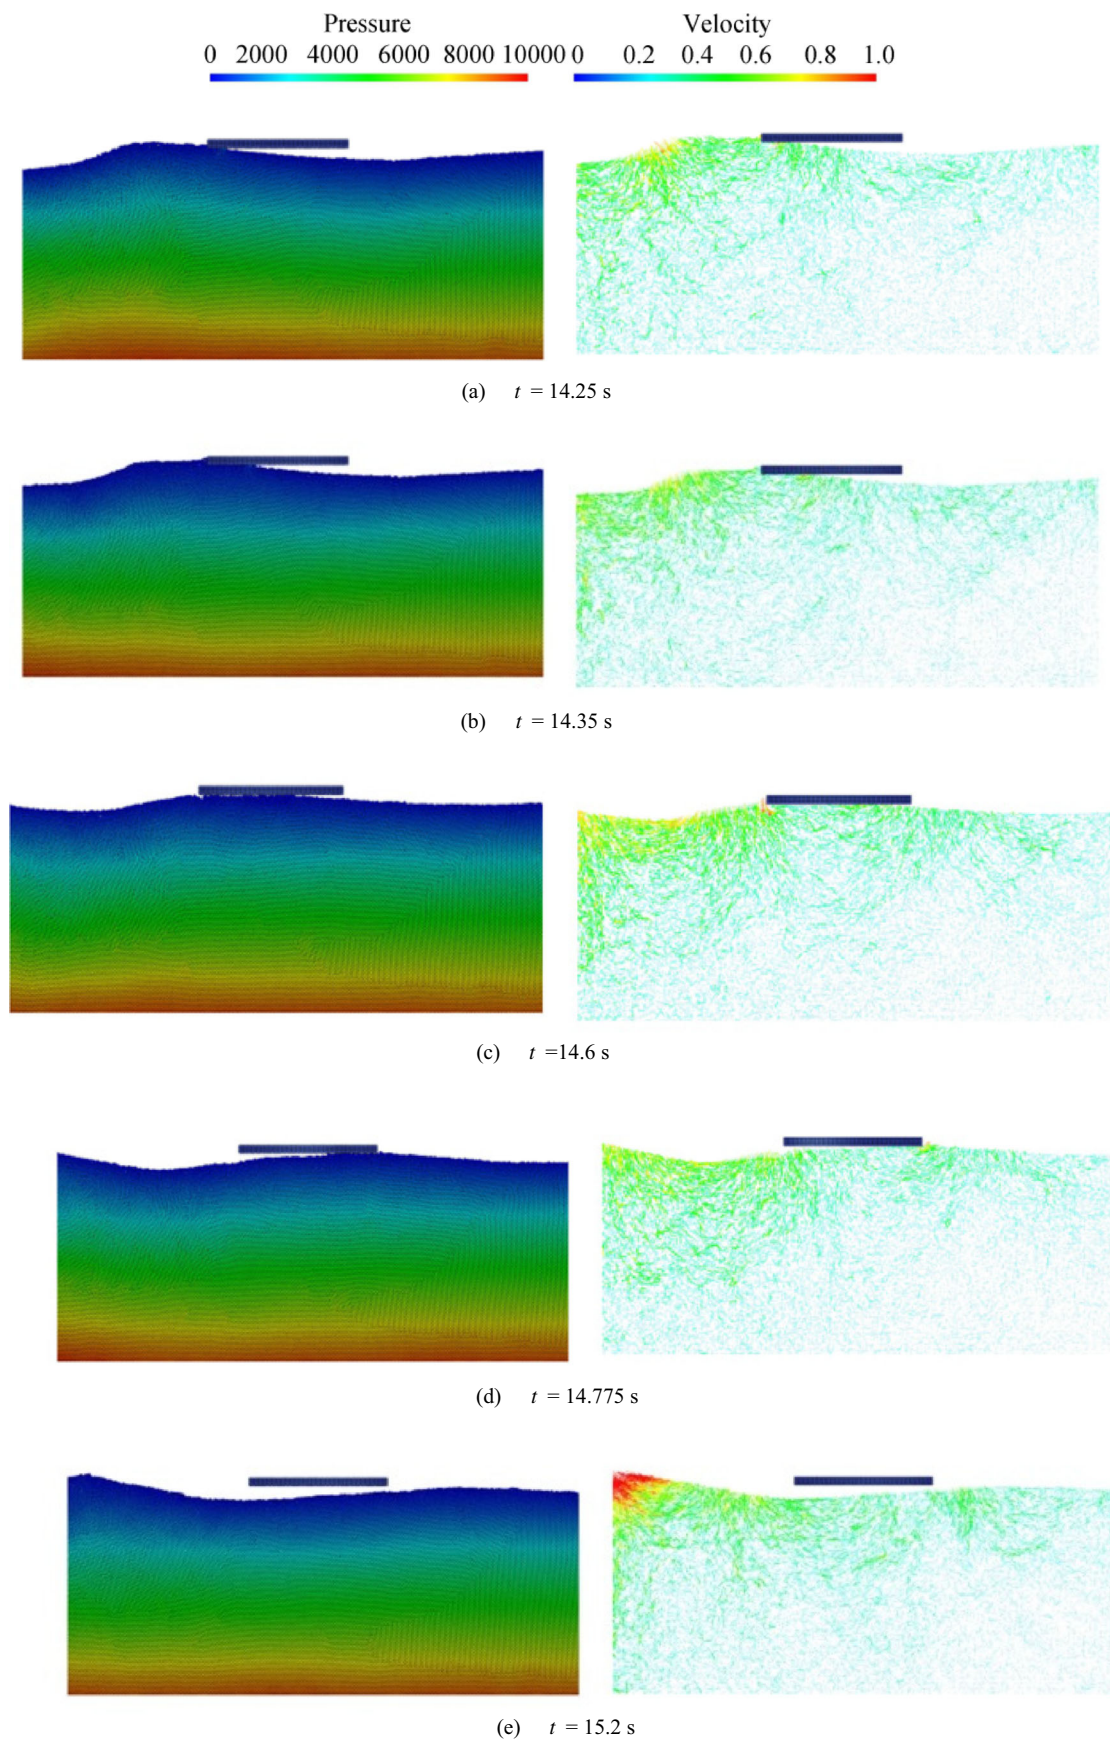 Pressure Velocity
0 2000 4000 6000 8000 10000 0 0.2 0.4 0.6 0.8 1.0
(a) t = 14.25 s
(b) t = 14.35 s
(c) t =14.6 s
(d) t = 14.775 s
(e) t = 15.2 s